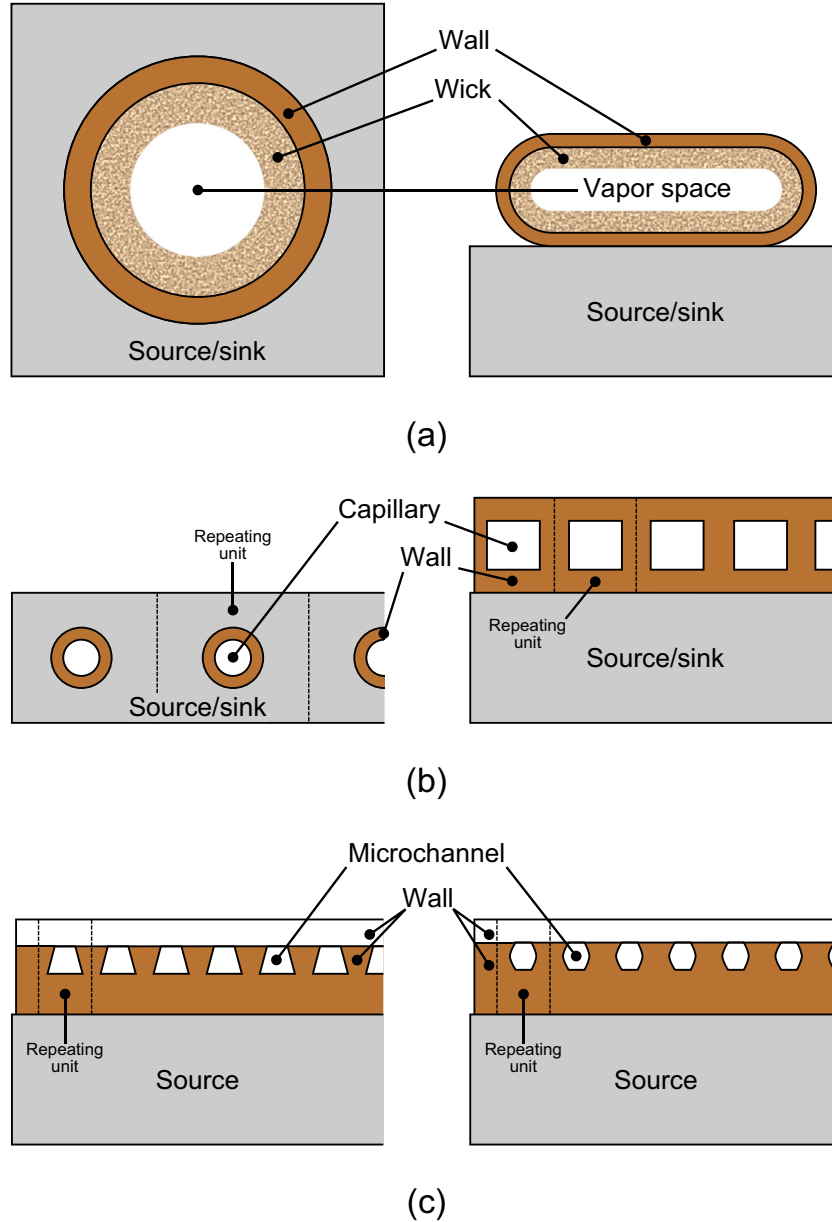 Wall
Wick
Vapor space
Source/sink
Source/sink
(a)
Capillary
Repeating
unit
Wall
Repeating
unit
Source/sink
Source/sink
(b)
Microchannel
Wall
Repeating
unit
Repeating
unit
Source
Source
(c)